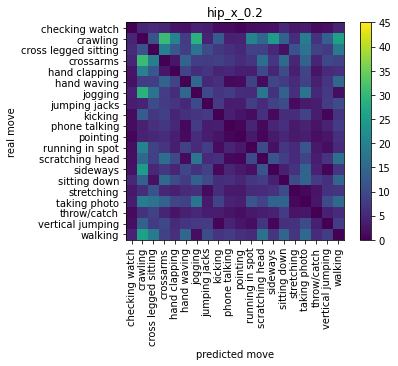 hip_x_0.2
real move
checking watch
crawling
cross legged sitting
crossarms
hand clapping
hand waving
jogging
jumping jacks
kicking
phone talking
pointing
running in spot
scratching head
sideways
sitting down
stretching
taking photo
throw/catch
vertical jumping
walking
checking watch
crawling
cross legged sitting
crossarms
hand clapping
hand waving
jogging
jumping jacks
kicking
phone talking
pointing
running in spot
scratching head
sideways
sitting down
stretching
taking photo
throw/catch
vertical jumping
walking
predicted move
45
40
35
30
25
20
15
10
5
0